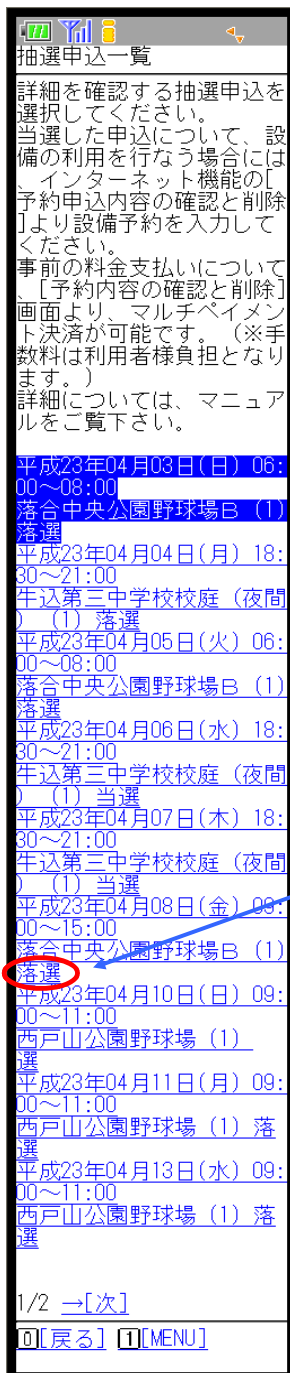 抽選申込一覧
詳細を確認する抽選申込を
選択してください。
当選した申込について、設
備の利用を行なう場合には
、インターネット機能の[
予約申込内容の確認と削除
]より設備予約を入力して
ください。
事前の料金支払いについて
、[予約内容の確認と削除]
画面より、マルチペイメン
ト決済が可能です。（※手
数料は利用者様負担となり
ます。）
詳細については、マニュア
ルをご覧下さい。
平成23年04月03日(日) 06:
00～08:00
落合中央公園野球場Ｂ (1)
落選
平成23年04月04日(月) 18:
30～21:00
牛込第三中学校校庭（夜間
） (1) 落選
平成23年04月05日(火) 06:
00～08:00
落合中央公園野球場Ｂ (1)
落選
平成23年04月06日(水) 18:
30～21:00
牛込第三中学校校庭（夜間
） (1) 当選
平成23年04月07日(木) 18:
30～21:00
牛込第三中学校校庭（夜間
） (1) 当選
平成23年04月08日(金) 09:
00～15:00
落合中央公園野球場Ｂ (1)
落選
平成23年04月10日(日) 09:
00～11:00
西戸山公園野球場 (1)
選
平成23年04月11日(月) 09:
00～11:00
西戸山公園野球場 (1) 落
選
平成23年04月13日(水) 09:
00～11:00
西戸山公園野球場 (1) 落
選
1/2 →[次]
0[戻る] 1[MENU]